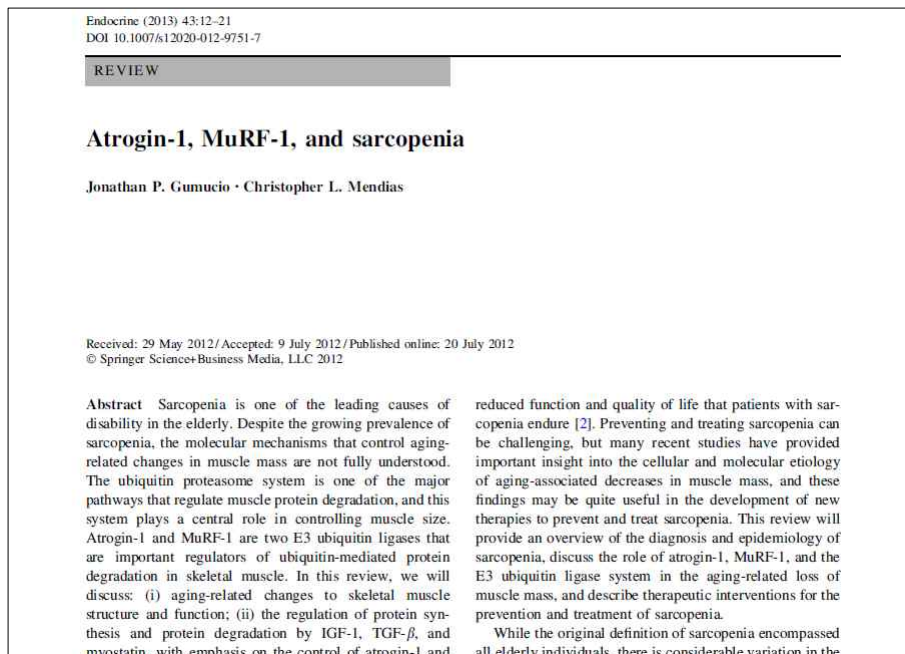 Endocrine (2013) 43:12–21
DOI 10.1007/s12020-012-9751-7
REVIEW
Atrogin-1, MuRF-1, and sarcopenia
Jonathan P. Gumucio · Christopher L. Mendias
Received: 29 May 2012 / Accepted: 9 July 2012 / Published online: 20 July 2012
© Springer Science+Business Media, LLC 2012
Abstract Sarcopenia is one of the leading causes of
disability in the elderly. Despite the growing prevalence of
sarcopenia, the molecular mechanisms that control aging-
related changes in muscle mass are not fully understood.
The ubiquitin proteasome system is one of the major
pathways that regulate muscle protein degradation, and this
system plays a central role in controlling muscle size.
Atrogin-1 and MuRF-1 are two E3 ubiquitin ligases that
are important regulators of ubiquitin-mediated protein
degradation in skeletal muscle. In this review, we will
discuss: (i) aging-related changes to skeletal muscle
structure and function; (ii) the regulation of protein syn-
thesis and protein degradation by IGF-1, TGF-β, and
myostatin, with emphasis on the control of atrogin-1 and
reduced function and quality of life that patients with sar-
copenia endure [2]. Preventing and treating sarcopenia can
be challenging, but many recent studies have provided
important insight into the cellular and molecular etiology
of aging-associated decreases in muscle mass, and these
findings may be quite useful in the development of new
therapies to prevent and treat sarcopenia. This review will
provide an overview of the diagnosis and epidemiology of
sarcopenia, discuss the role of atrogin-1, MuRF-1, and the
E3 ubiquitin ligase system in the aging-related loss of
muscle mass, and describe therapeutic interventions for the
prevention and treatment of sarcopenia.
While the original definition of sarcopenia encompassed
all elderly individuals, there is considerable variation in the